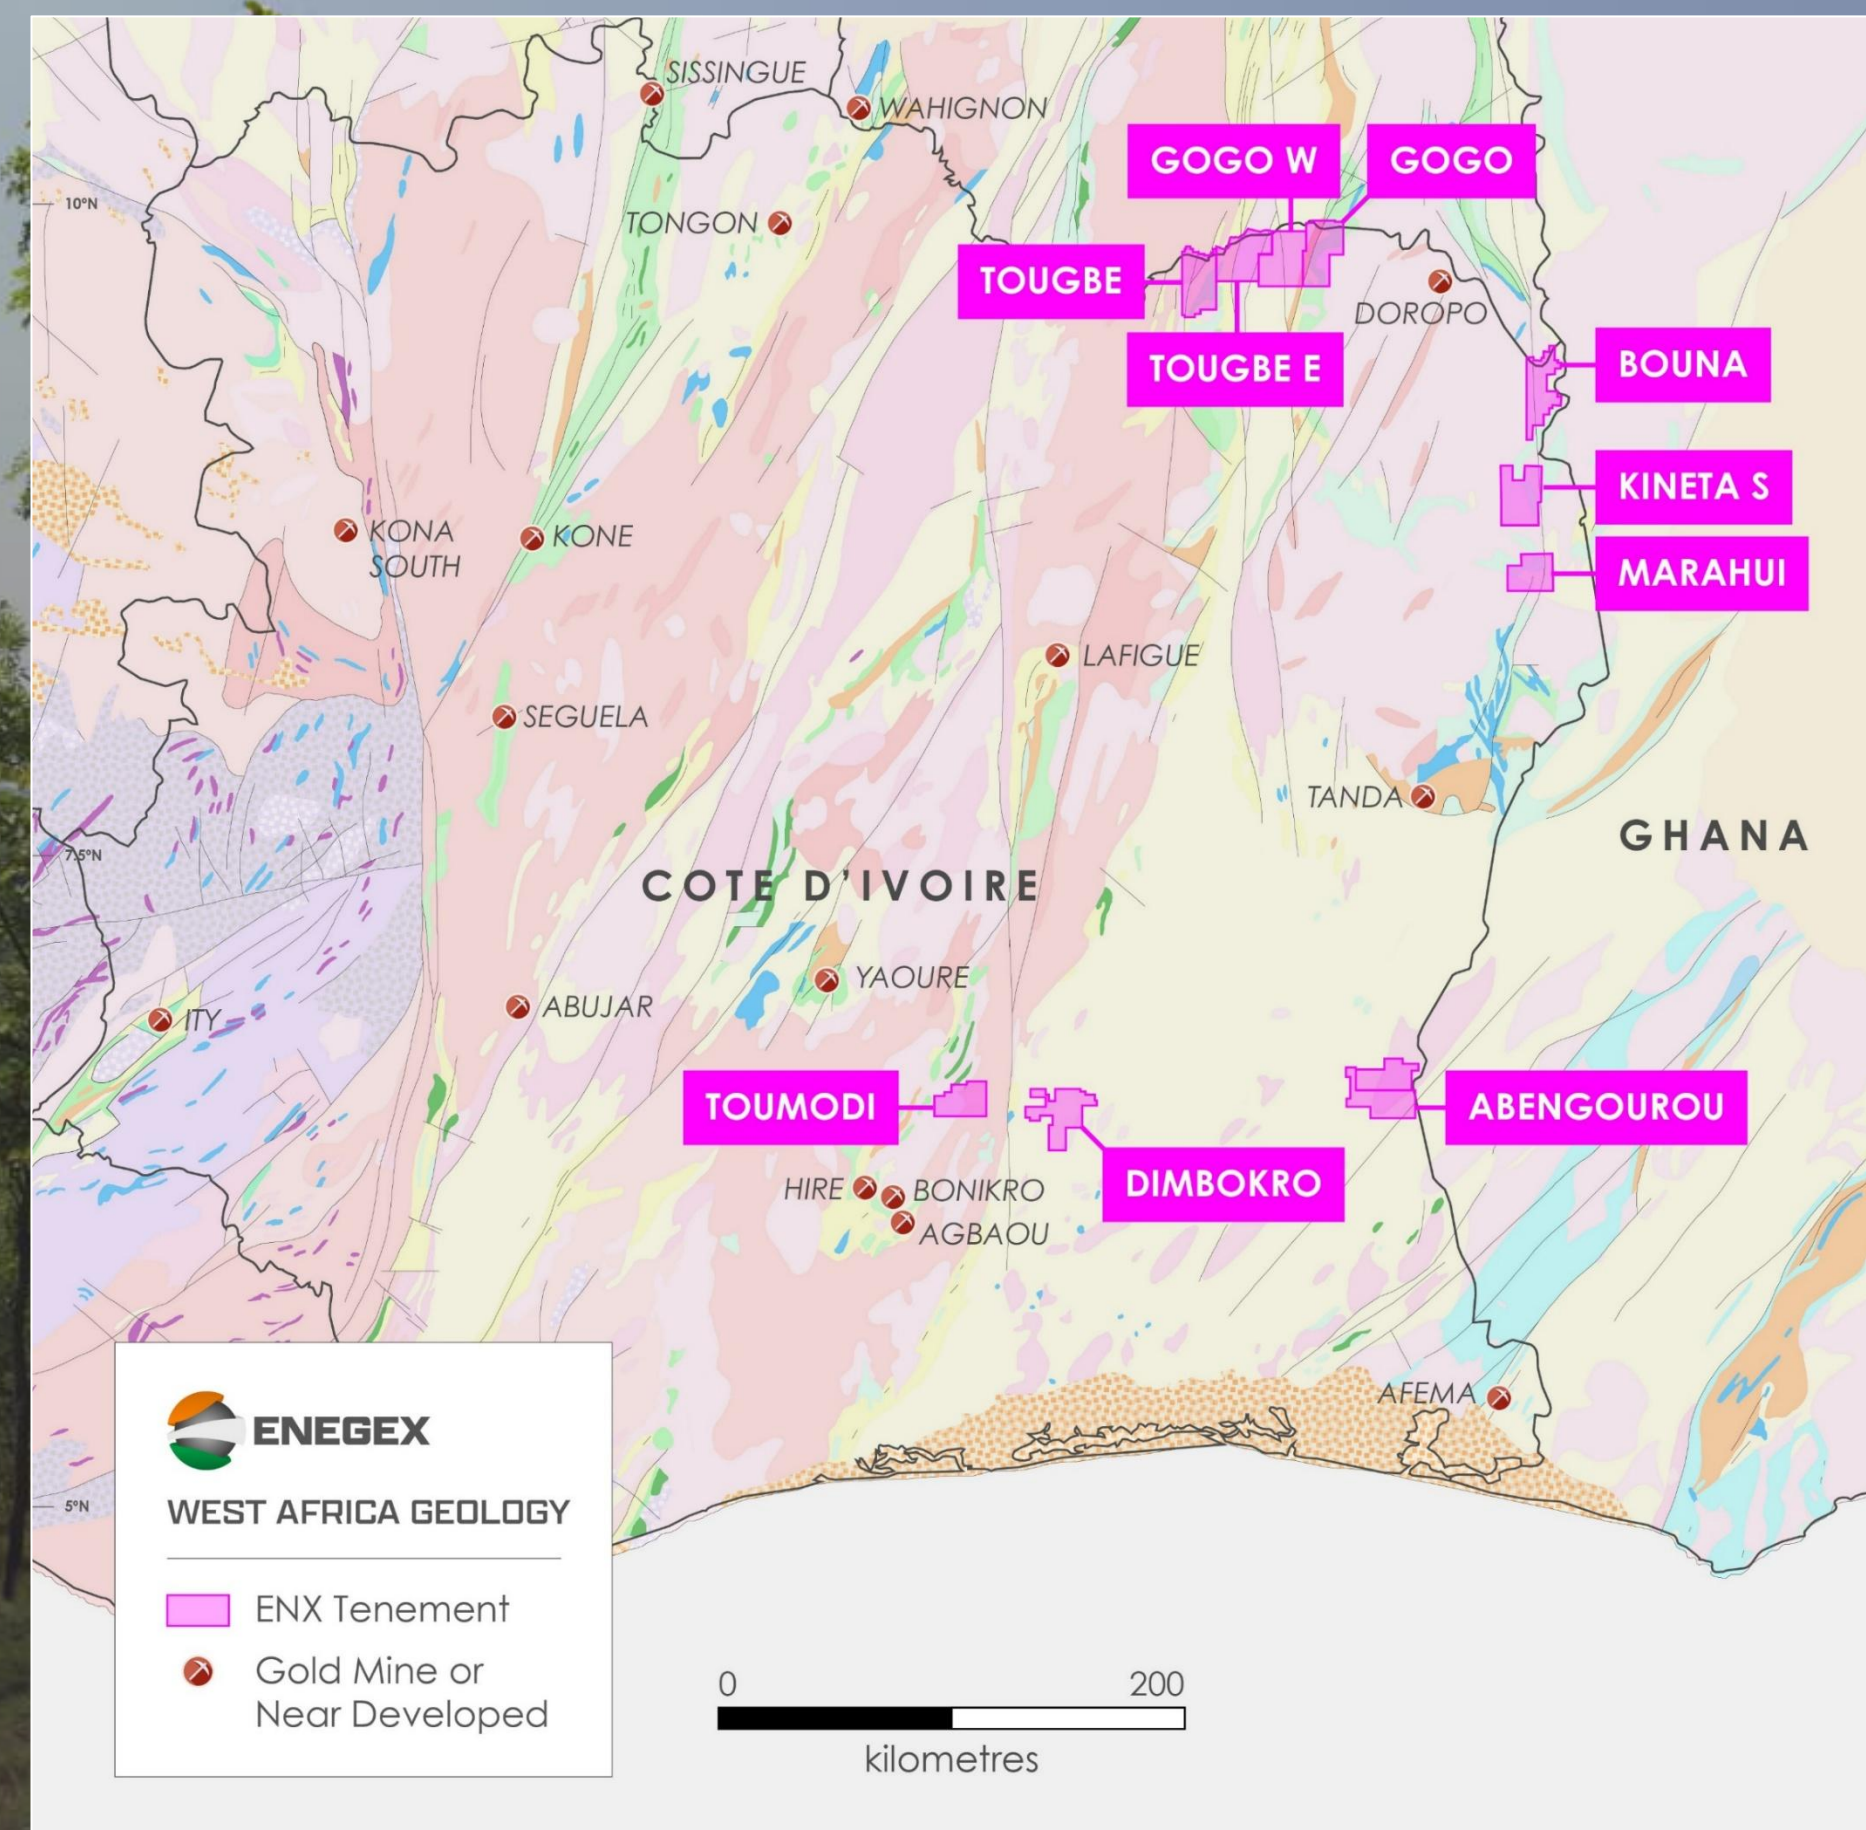 SISSINGUE
WAHIGNON
GOGO W
GOGO
10°N
TONGON
TOUGBE
DOROPO
TOUGBE E
BOUNA
KINETA S
KONA
SOUTH
KONE
MARAHUI
LAFIGUE
SEGUELA
TANDA
GHANA
7.5°N
COTE D'IVOIRE
YAOURE
ABUJAR
ITY
TOUMODI
ABENGOUROU
DIMBOKRO
HIRE
BONIKRO
AGBAOU
AFEMA
ENEGEX
5°N
WEST AFRICA GEOLOGY
ENX Tenement
Gold Mine or
Near Developed
0 200
kilometres